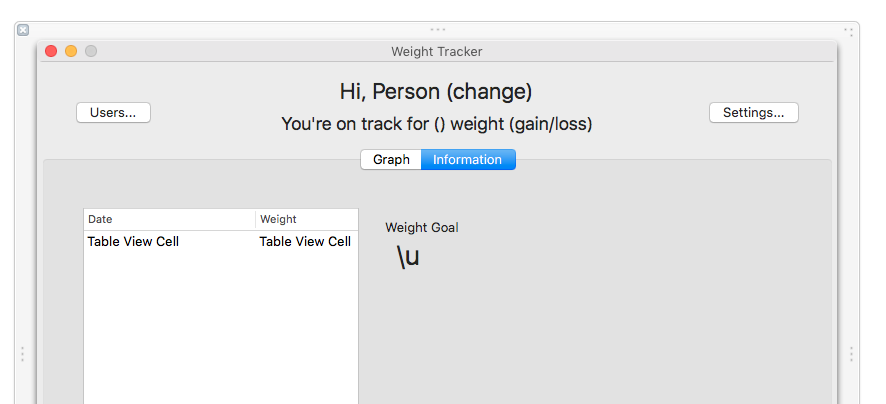 Weight Tracker
Hi, Person (change)
Users...
Settings...
You're on track for () weight (gain/loss)
Graph Information
Date Weight
Table View Cell Table View Cell
Weight Goal
\u